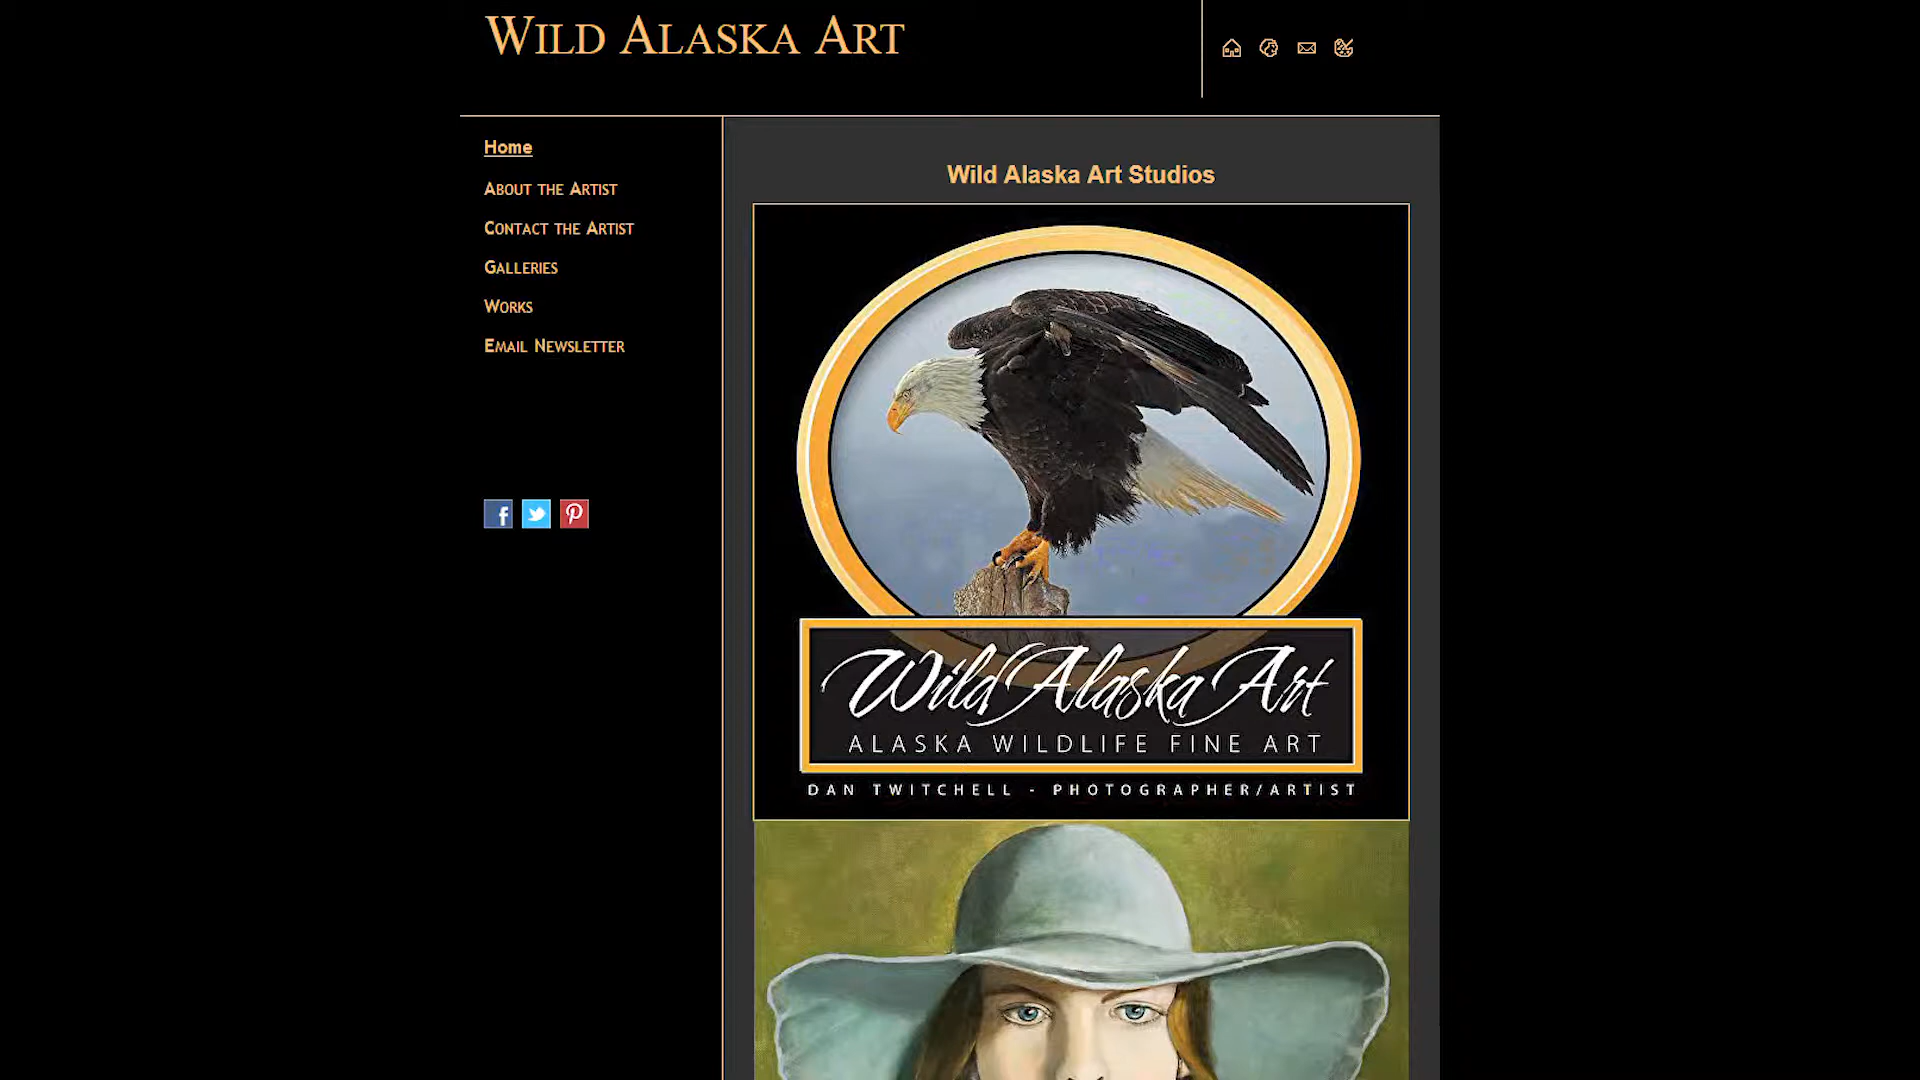 WILD ALASKA ART
Home
ABOUT THE ARTIST
CONTACT THE ARTIST
GALLERIES
WORKS
EMAIL NEWSLETTER
Wild Alaska Art Studios
Wild Alaska Art
ALASKA WILDLIFE FINE ART
DAN TWITCHELL - PHOTOGRAPHER/ARTIST